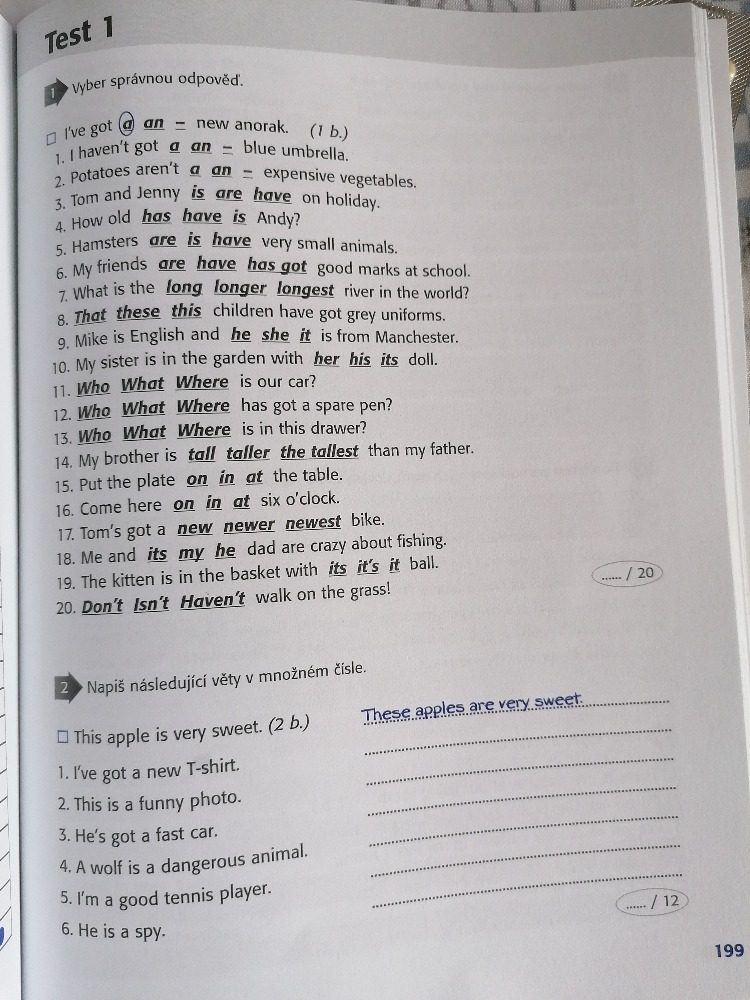 Test 1
1 Vyber správnou odpověď.
□ I've got a an – new anorak. (1 b.)
1. I haven't got a an – blue umbrella.
2. Potatoes aren't a an – expensive vegetables.
3. Tom and Jenny is are have on holiday.
4. How old has have is Andy?
5. Hamsters are is have very small animals.
6. My friends are have has got good marks at school.
7. What is the long longer longest river in the world?
8. That these this children have got grey uniforms.
9. Mike is English and he she it is from Manchester.
10. My sister is in the garden with her his its doll.
11. Who What Where is our car?
12. Who What Where has got a spare pen?
13. Who What Where is in this drawer?
14. My brother is tall taller the tallest than my father.
15. Put the plate on in at the table.
16. Come here on in at six o'clock.
17. Tom's got a new newer newest bike.
18. Me and its my he dad are crazy about fishing.
19. The kitten is in the basket with its it's it ball.
20. Don't Isn't Haven't walk on the grass!
...... / 20
2 Napiš následující věty v množném čísle.
□ This apple is very sweet. (2 b.) These apples are very sweet.
1. I've got a new T-shirt.
2. This is a funny photo.
3. He's got a fast car.
4. A wolf is a dangerous animal.
5. I'm a good tennis player.
6. He is a spy.
...... / 12
199